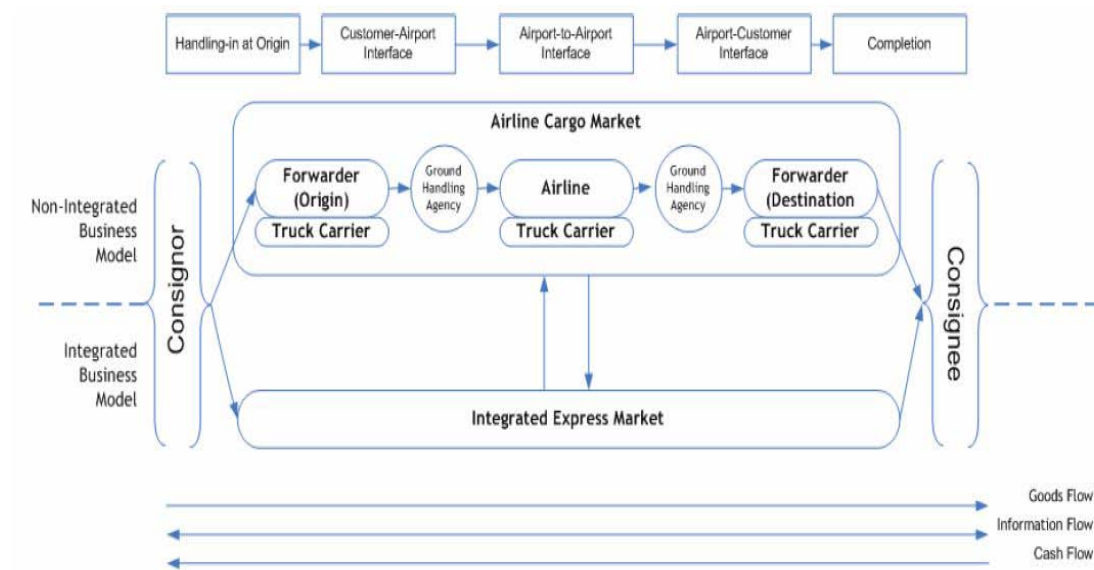 Handling-in at Origin
Customer-Airport
Interface
Airport-to-Airport
Interface
Airport-Customer
Interface
Completion
Airline Cargo Market
Non-Integrated
Business
Model
Consignor
Forwarder
(Origin)
Truck Carrier
Ground
Handling
Agency
Airline
Truck Carrier
Ground
Handling
Agency
Forwarder
(Destination
Truck Carrier
Consignee
Integrated
Business
Model
Integrated Express Market
Goods Flow
Information Flow
Cash Flow